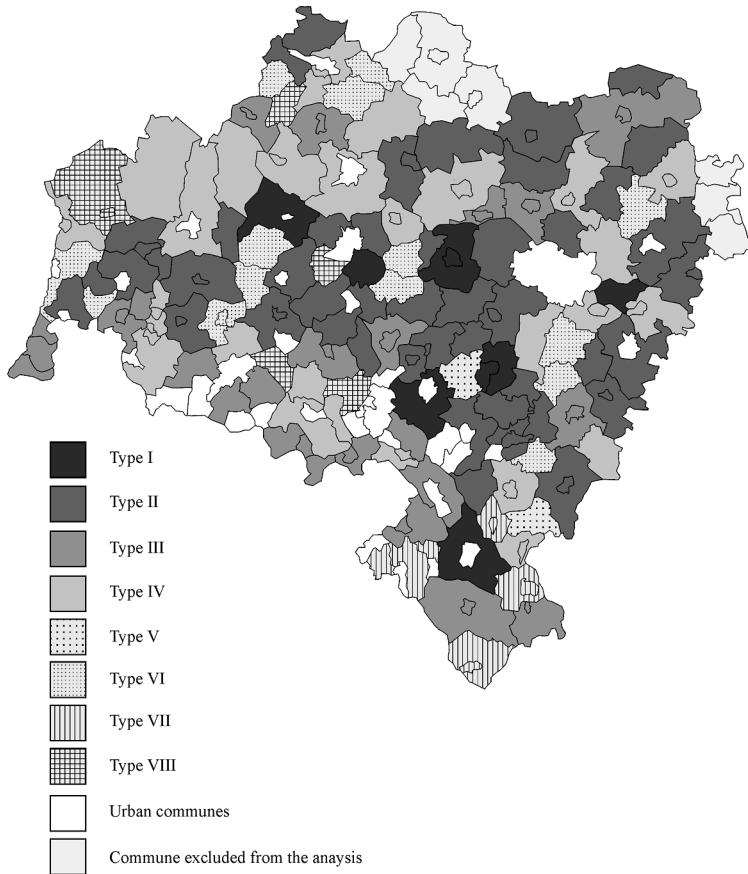 Type I
Type II
Type III
Type IV
Type V
Type VI
Type VII
Type VIII
Urban communes
Commune excluded from the anaysis